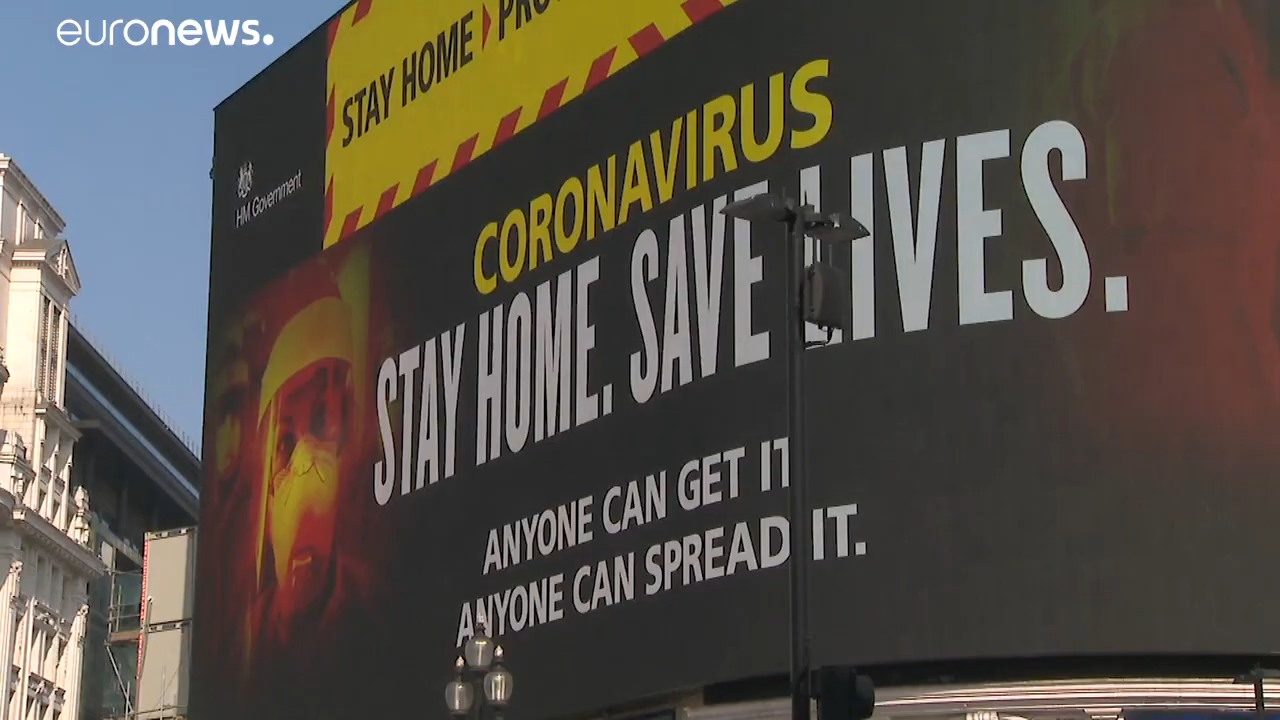 euronews.
STAY HOME
HM Government
CORONAVIRUS
STAY HOME. SAVE LIVES.
ANYONE CAN GET IT
ANYONE CAN SPREAD IT.